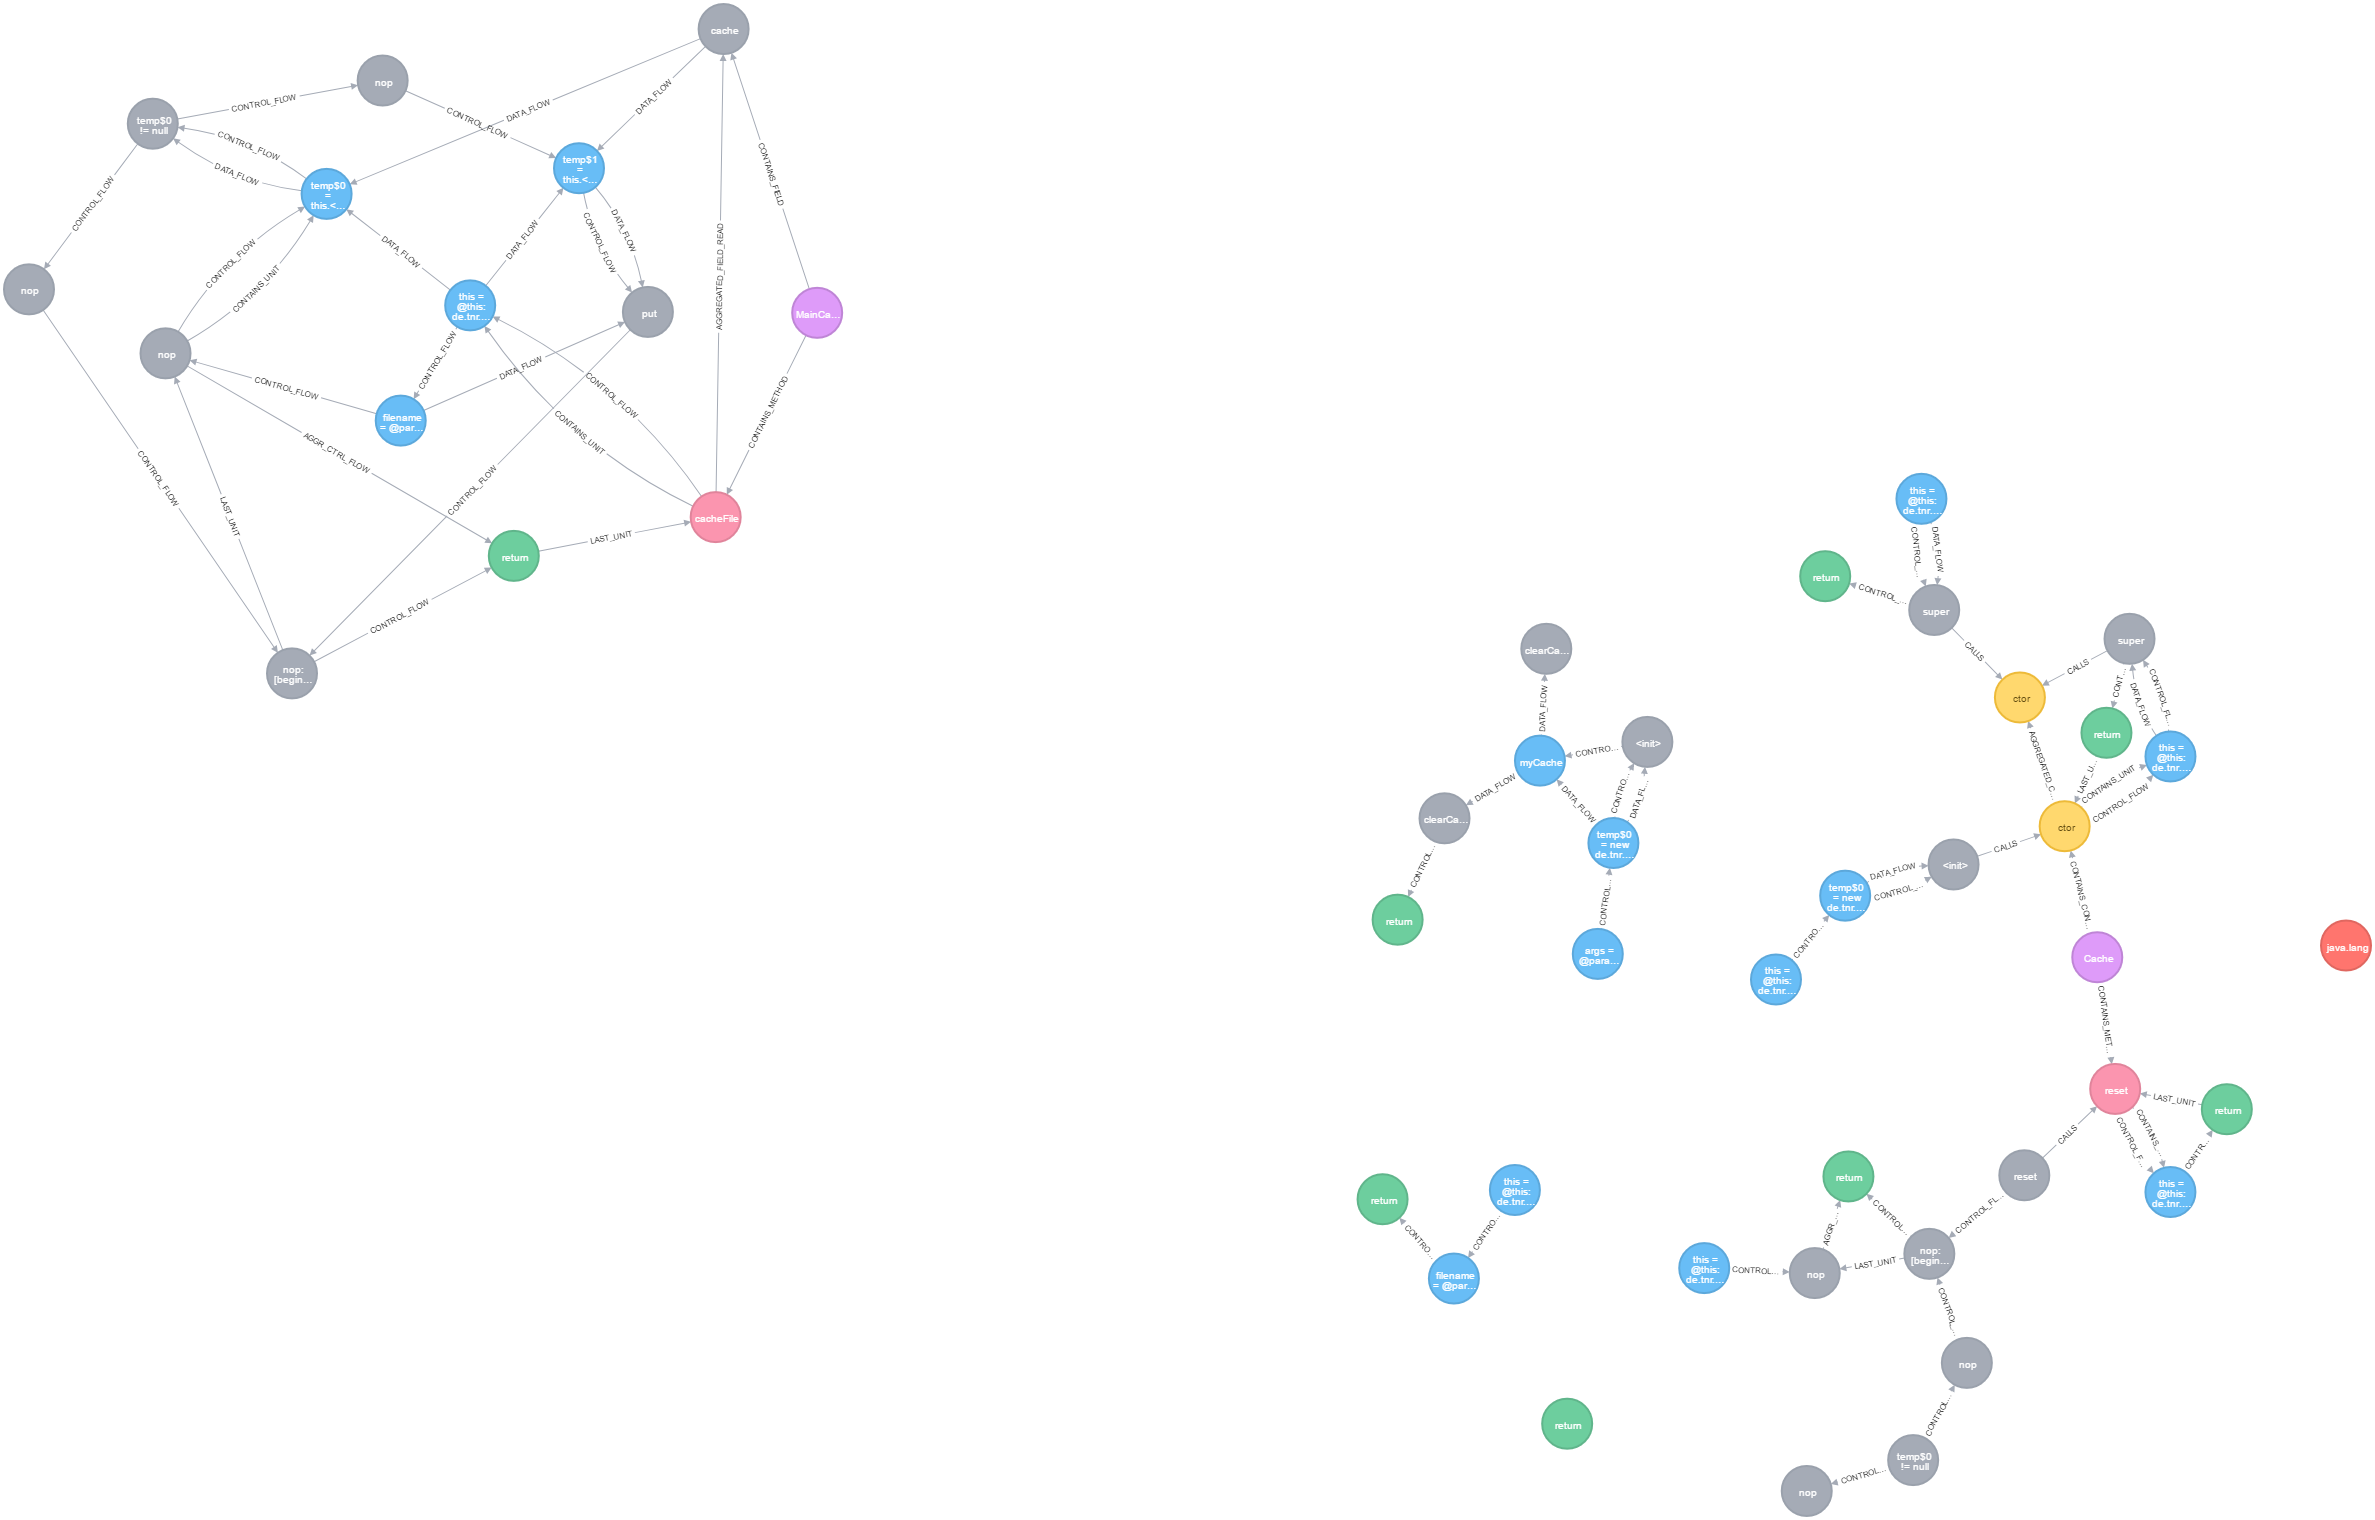 cache
nop
CONTROL_FLOW
temp$0
!= null
CONTROL_FLOW
DATA_FLOW
DATA_FLOW
CONTROL_FLOW
DATA_FLOW
CONTROL_FLOW
temp$0
=
this.<...
temp$1
=
this.<...
CONTAINS_FIELD
CONTROL_FLOW
DATA_FLOW
DATA_FLOW
CONTROL_FLOW
DATA_FLOW
CONTROL_FLOW
CONTAINS_UNIT
AGGREGATED_FIELD_READ
nop
this =
@this:
de.tnr....
put
MainCa...
nop
CONTROL_FLOW
DATA_FLOW
CONTROL_FLOW
CONTROL_FLOW
CONTAINS_UNIT
CONTAINS_METHOD
filename
= @par...
AGGR_CTRL_FLOW
CONTROL_FLOW
CONTROL_FLOW
LAST_UNIT
cacheFile
return
LAST_UNIT
CONTROL_FLOW
nop:
[begin...
this =
@this:
de.tnr....
CONTROL...
DATA_FLOW
return
CONTROL_...
super
CALLS
super
CALLS
ctor
CONT...
DATA_FLOW
CONTROL_FL...
return
this =
@this:
de.tnr....
AGGREGATED_C...
LAST_U...
CONTAINS_UNIT
CONTROL_FLOW
ctor
clearCa...
DATA_FLOW
<init>
CONTRO...
myCache
DATA_FLOW
DATA_FLOW
CONTRO...
DATA_FL...
clearCa...
temp$0
= new
de.tnr....
CONTROL...
CONTROL...
return
args =
@para...
<init>
CALLS
DATA_FLOW
CONTROL_...
temp$0
= new
de.tnr....
CONTRO...
this =
@this:
de.tnr....
CONTAINS_CON...
Cache
java.lang
CONTAINS_MET...
reset
LAST_UNIT
return
CONTROL_F...
CONTAINS_...
CONTR...
CALLS
this =
@this:
de.tnr....
reset
return
CONTROL_FL...
CONTROL...
AGGR_...
this =
@this:
de.tnr....
CONTROL...
nop
LAST_UNIT
nop:
[begin...
return
this =
@this:
de.tnr....
CONTRO...
CONTRO...
filename
= @par...
CONTROL...
nop
CONTROL...
return
temp$0
!= null
CONTROL...
nop